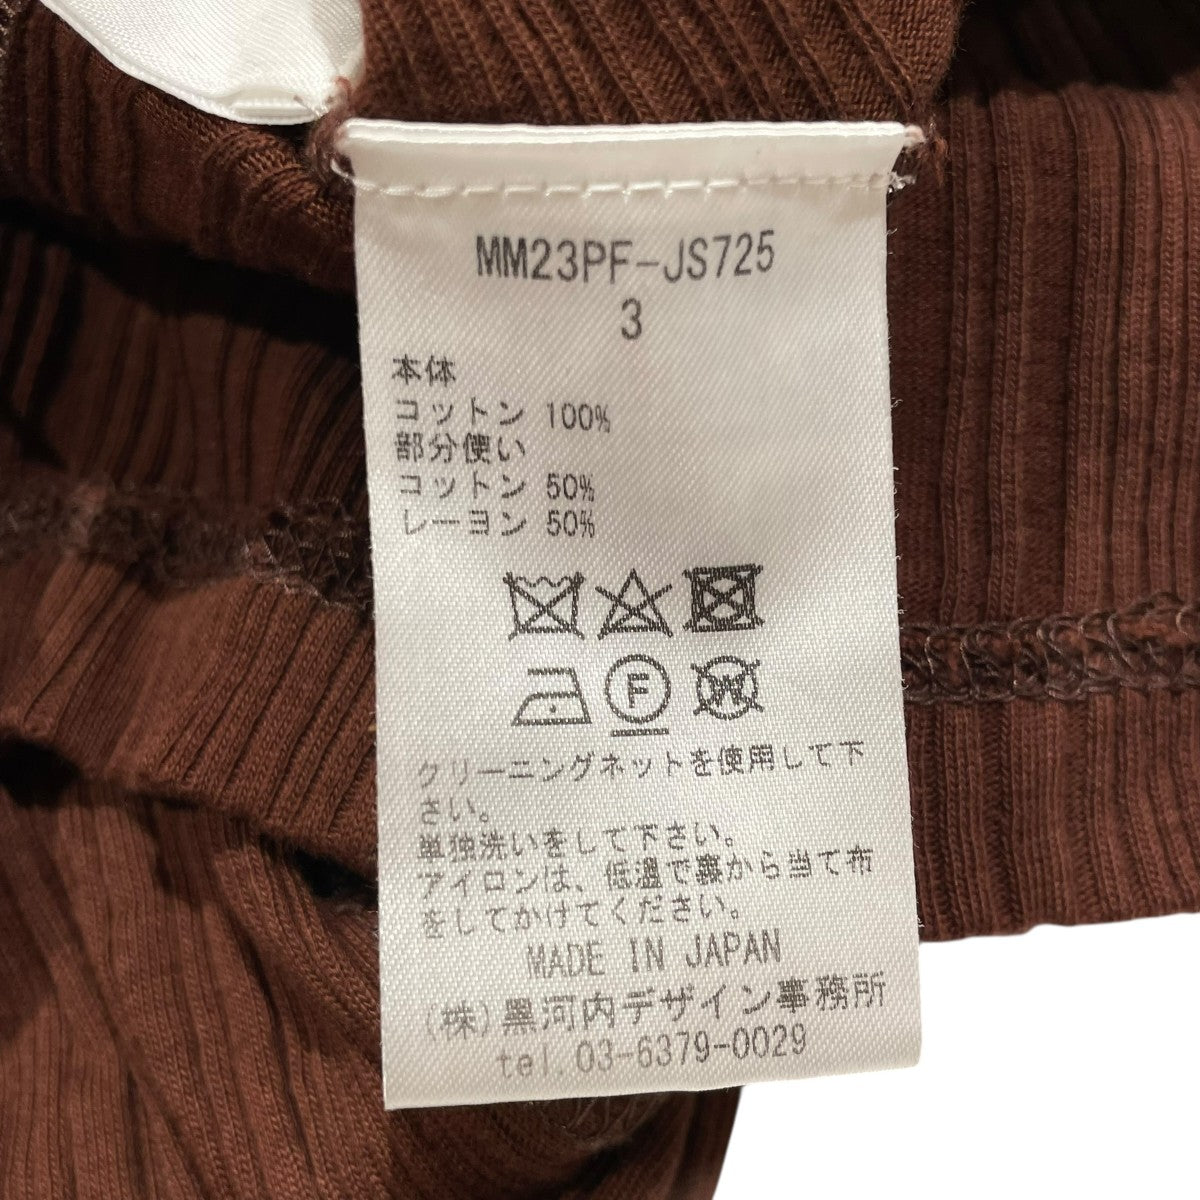 MM23PF-JS725
3
本体
コットン 100%
部分使い
コットン 50%
レーヨン 50%
F
W
クリーニングネットを使用して下
さい。
単独洗いをして下さい。
アイロンは、低温で裏から当て布
をしてかけてください。
MADE IN JAPAN
(株)黒河内デザイン事務所
tel.03-6379-0029